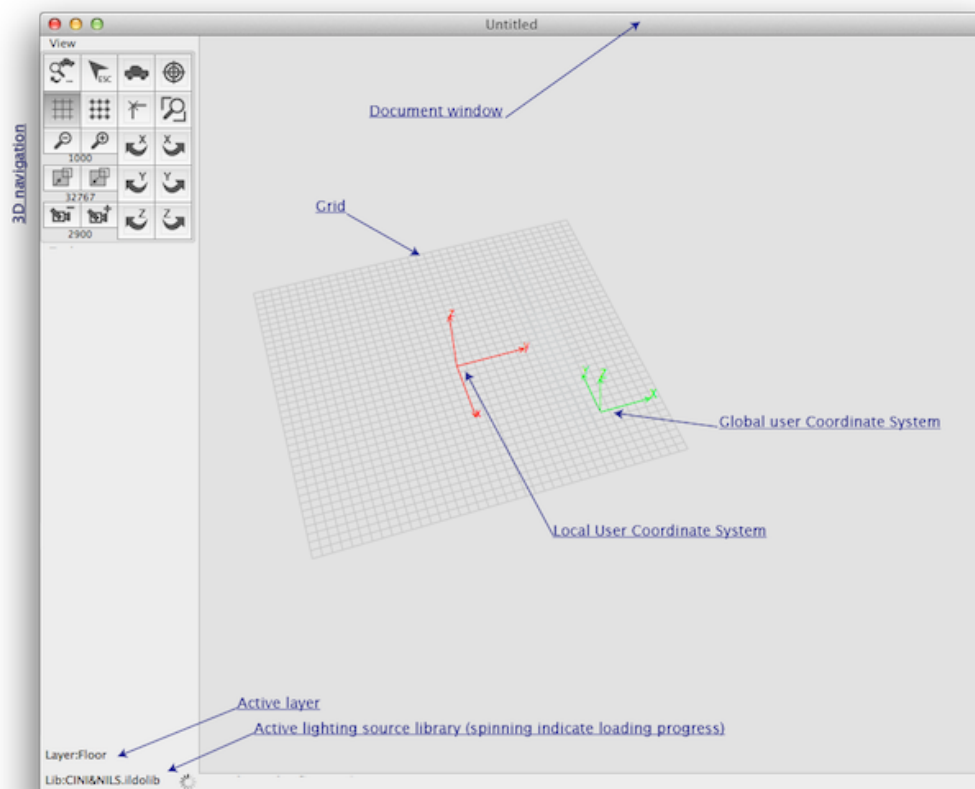 Untitled
View
ESC
Document window
3D navigation
X X
1000
Y Y
32767
Z Z
2900
Grid
Z
Y
X
Y Z
X
Global user Coordinate System
Local User Coordinate System
Active layer
Active lighting source library (spinning indicate loading progress)
Layer:Floor
Lib:CINI&NILS.ildolib